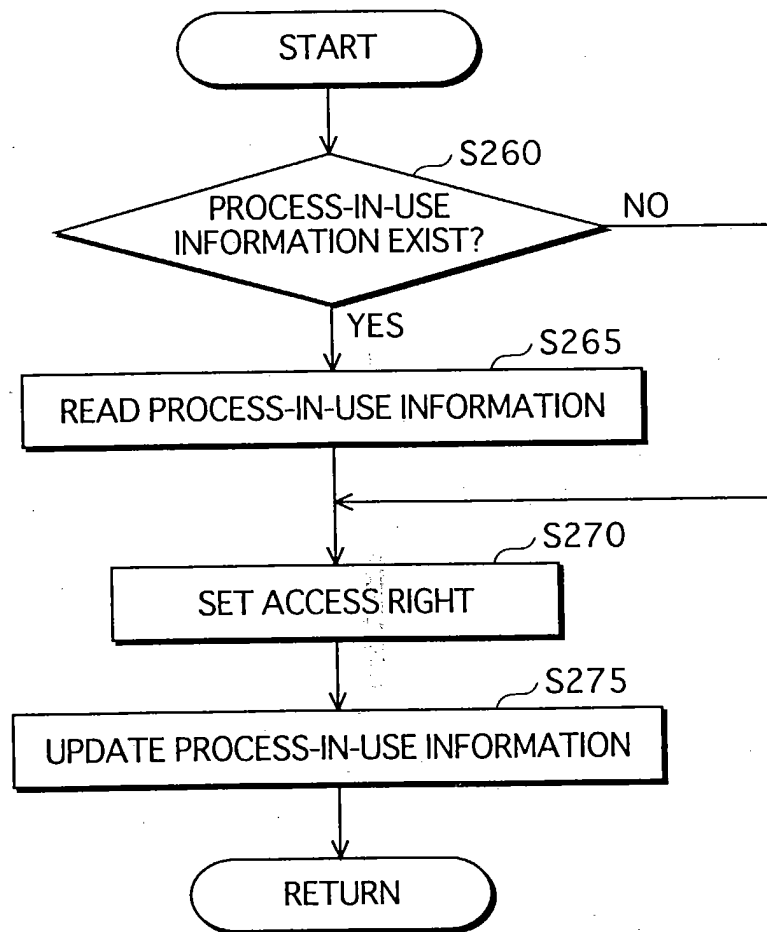 START
S260
PROCESS-IN-USE
INFORMATION EXIST?
NO
YES
S265
READ PROCESS-IN-USE INFORMATION
S270
SET ACCESS RIGHT
S275
UPDATE PROCESS-IN-USE INFORMATION
RETURN